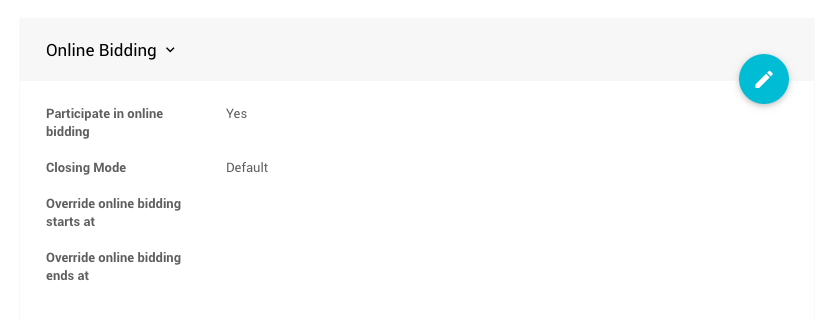 Online Bidding
Participate in online
bidding
Yes
Closing Mode
Default
Override online bidding
starts at
Override online bidding
ends at